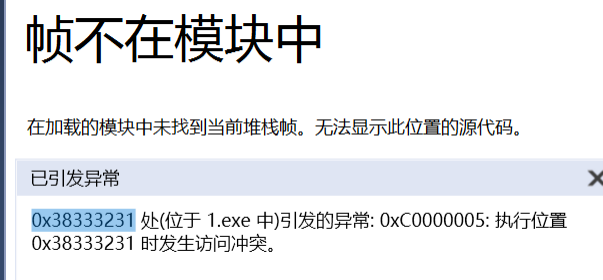 帧不在模块中
在加载的模块中未找到当前堆栈帧。无法显示此位置的源代码。
已引发异常
0x38333231 处(位于 1.exe 中)引发的异常: 0xC0000005: 执行位置
0x38333231 时发生访问冲突。